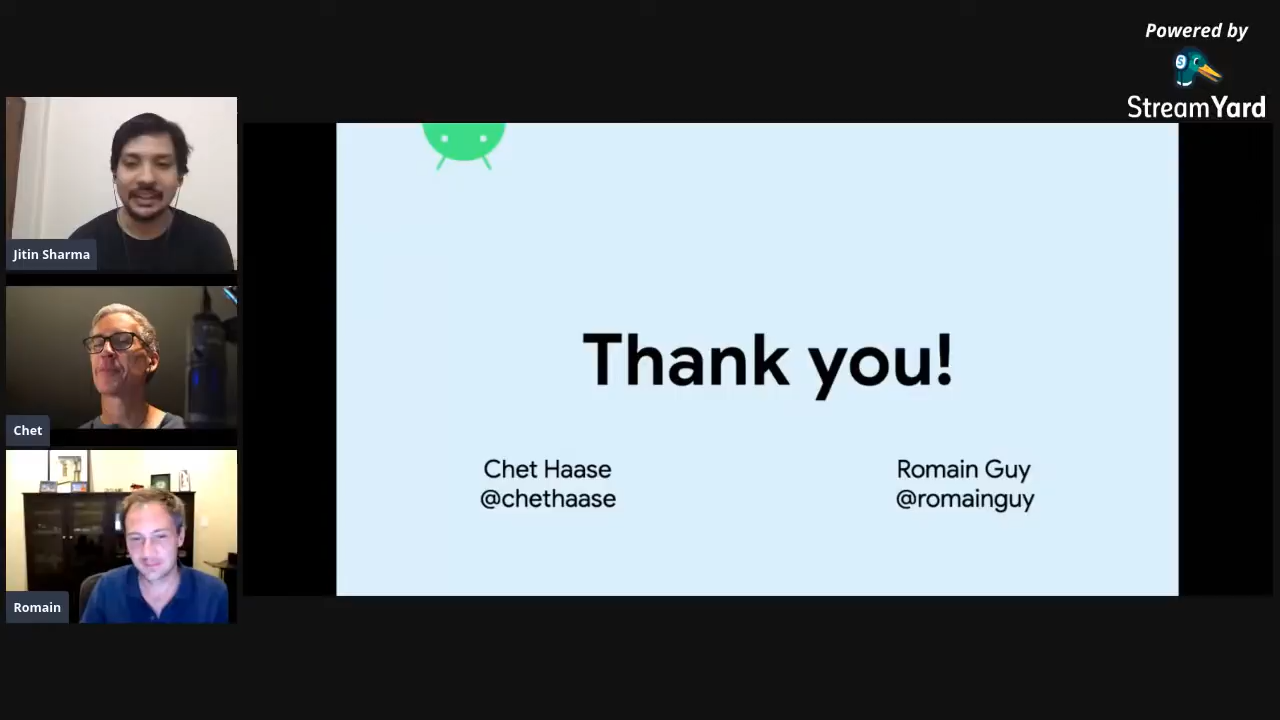 Powered by
StreamYard
Jitin Sharma
Chet
Romain
Thank you!
Chet Haase
@chethaase
Romain Guy
@romainguy